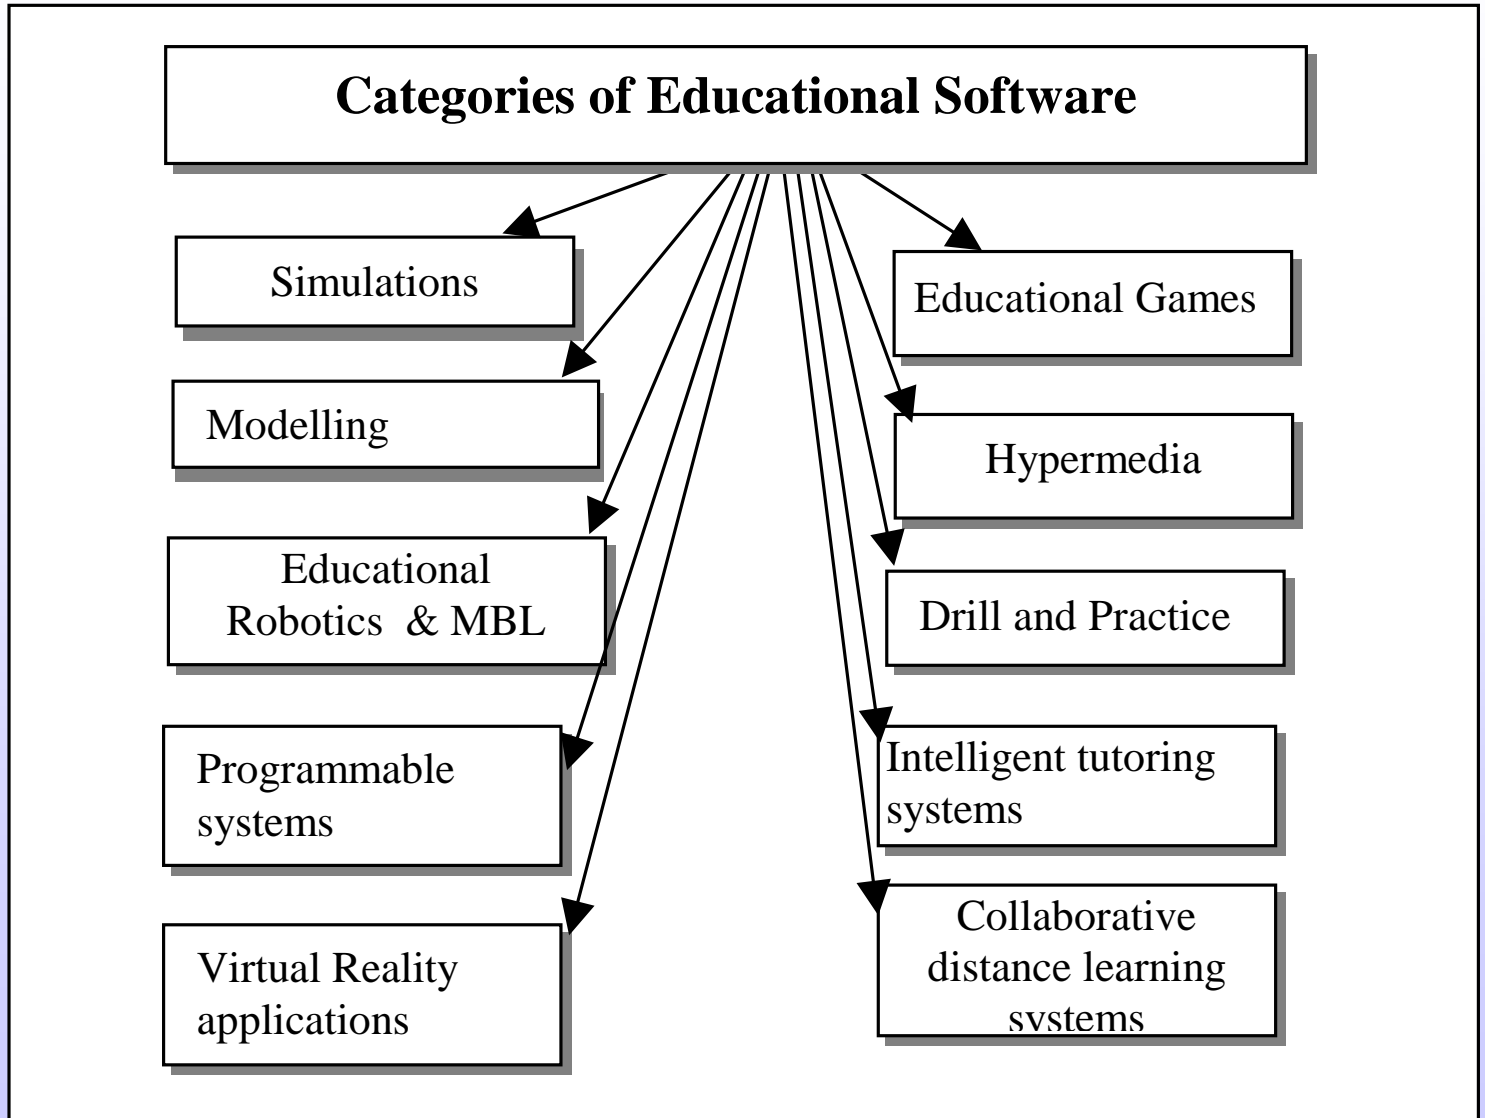 Categories of Educational Software
Simulations
Modelling
Educational
Robotics & MBL
Programmable
systems
Virtual Reality
applications
Educational Games
Hypermedia
Drill and Practice
Intelligent tutoring
systems
Collaborative
distance learning
systems